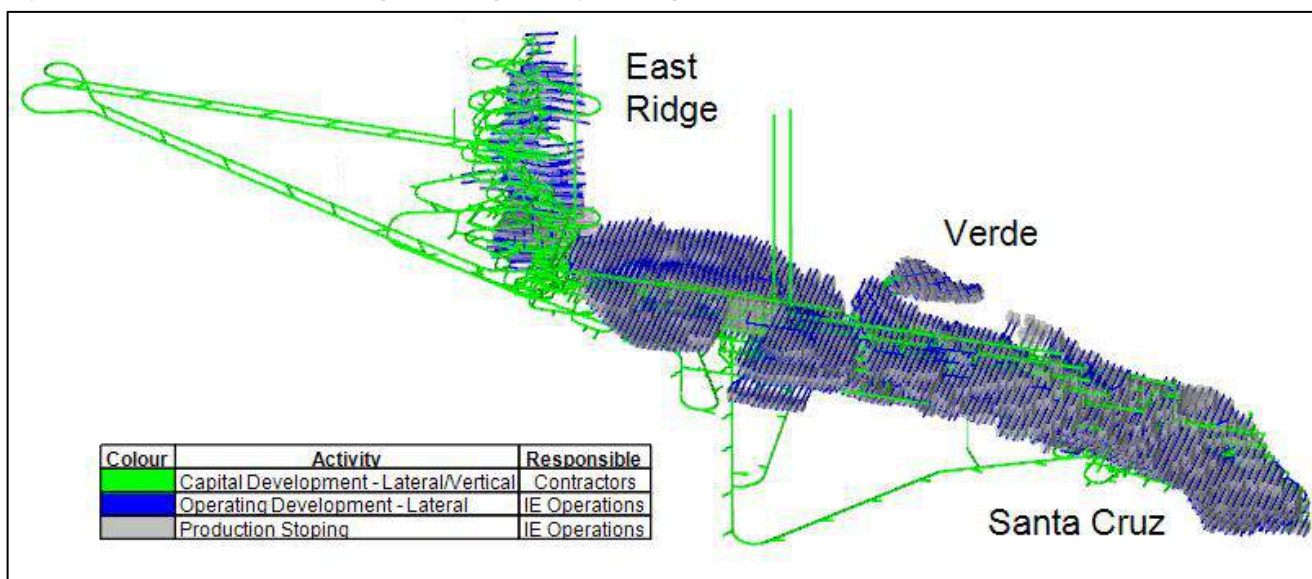 East
Ridge
Verde
Colour Activity Responsible
Capital Development - Lateral/Vertical Contractors
Operating Development - Lateral IE Operations
Production Stoping IE Operations
Santa Cruz